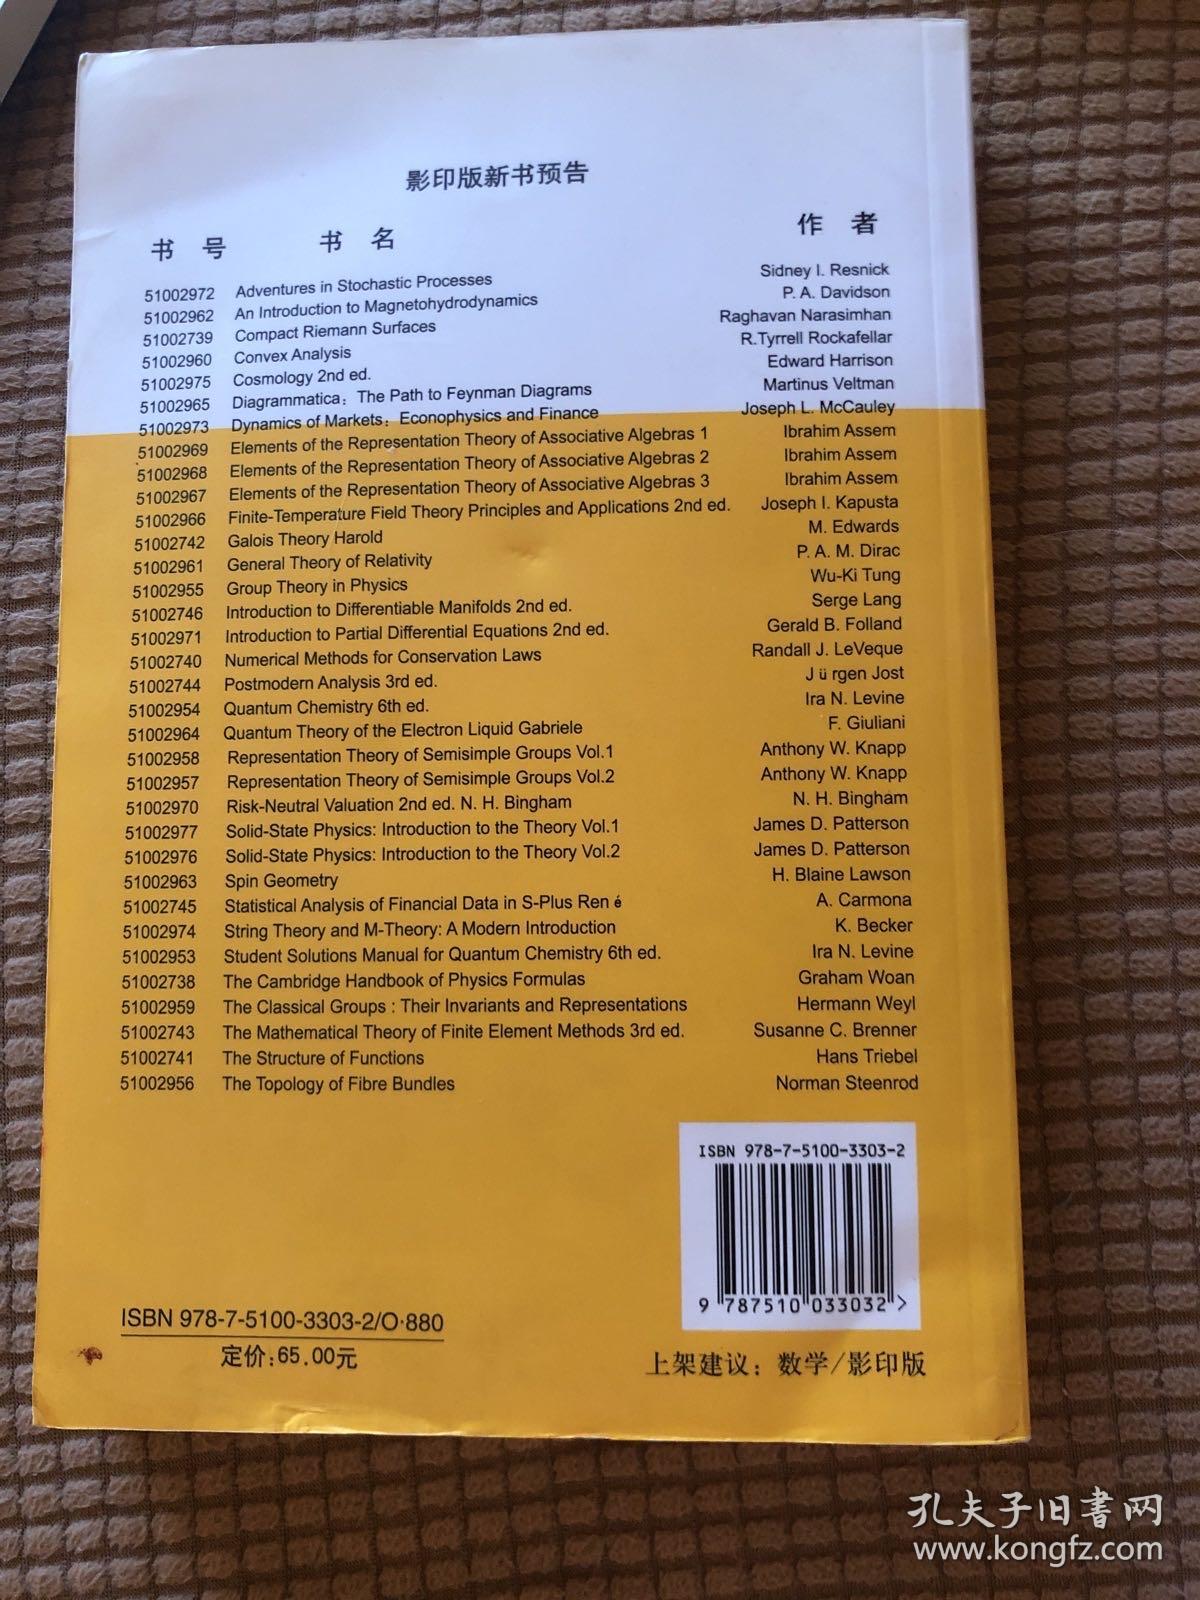 影印版新书预告
书 号 书 名 作 者
51002972 Adventures in Stochastic Processes Sidney I. Resnick
51002962 An Introduction to Magnetohydrodynamics P. A. Davidson
51002739 Compact Riemann Surfaces Raghavan Narasimhan
51002960 Convex Analysis R.Tyrrell Rockafellar
51002975 Cosmology 2nd ed. Edward Harrison
51002965 Diagrammatica: The Path to Feynman Diagrams Martinus Veltman
51002973 Dynamics of Markets: Econophysics and Finance Joseph L. McCauley
51002969 Elements of the Representation Theory of Associative Algebras 1 Ibrahim Assem
51002968 Elements of the Representation Theory of Associative Algebras 2 Ibrahim Assem
51002967 Elements of the Representation Theory of Associative Algebras 3 Ibrahim Assem
51002966 Finite-Temperature Field Theory Principles and Applications 2nd ed. Joseph I. Kapusta
51002742 Galois Theory Harold M. Edwards
51002961 General Theory of Relativity P. A. M. Dirac
51002955 Group Theory in Physics Wu-Ki Tung
51002746 Introduction to Differentiable Manifolds 2nd ed. Serge Lang
51002971 Introduction to Partial Differential Equations 2nd ed. Gerald B. Folland
51002740 Numerical Methods for Conservation Laws Randall J. LeVeque
51002744 Postmodern Analysis 3rd ed. J ü rgen Jost
51002954 Quantum Chemistry 6th ed. Ira N. Levine
51002964 Quantum Theory of the Electron Liquid Gabriele F. Giuliani
51002958 Representation Theory of Semisimple Groups Vol.1 Anthony W. Knapp
51002957 Representation Theory of Semisimple Groups Vol.2 Anthony W. Knapp
51002970 Risk-Neutral Valuation 2nd ed. N. H. Bingham N. H. Bingham
51002977 Solid-State Physics: Introduction to the Theory Vol.1 James D. Patterson
51002976 Solid-State Physics: Introduction to the Theory Vol.2 James D. Patterson
51002963 Spin Geometry H. Blaine Lawson
51002745 Statistical Analysis of Financial Data in S-Plus Ren é A. Carmona
51002974 String Theory and M-Theory: A Modern Introduction K. Becker
51002953 Student Solutions Manual for Quantum Chemistry 6th ed. Ira N. Levine
51002738 The Cambridge Handbook of Physics Formulas Graham Woan
51002959 The Classical Groups : Their Invariants and Representations Hermann Weyl
51002743 The Mathematical Theory of Finite Element Methods 3rd ed. Susanne C. Brenner
51002741 The Structure of Functions Hans Triebel
51002956 The Topology of Fibre Bundles Norman Steenrod
ISBN 978-7-5100-3303-2
9 787510 033032 >
ISBN 978-7-5100-3303-2/O·880
定价:65.00元
上架建议: 数学/影印版
孔夫子旧书网
www.kongfz.com